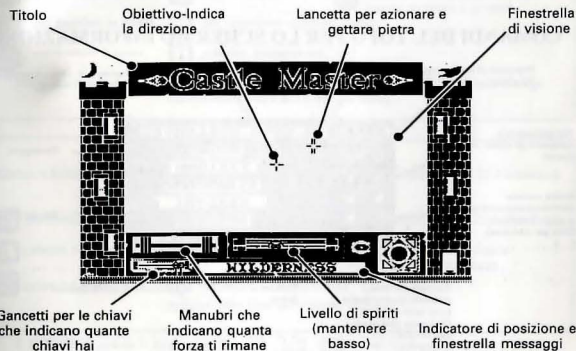 Titolo
Obiettivo-Indica
la direzione
Lancetta per azionare e
gettare pietra
Finestrella
di visione
Castle Master
WILDERNESS
Gancetti per le chiavi
che indicano quante
chiavi hai
Manubri che
indicano quanta
forza ti rimane
Livello di spiriti
(mantenere
basso)
Indicatore di posizione e
finestrella messaggi